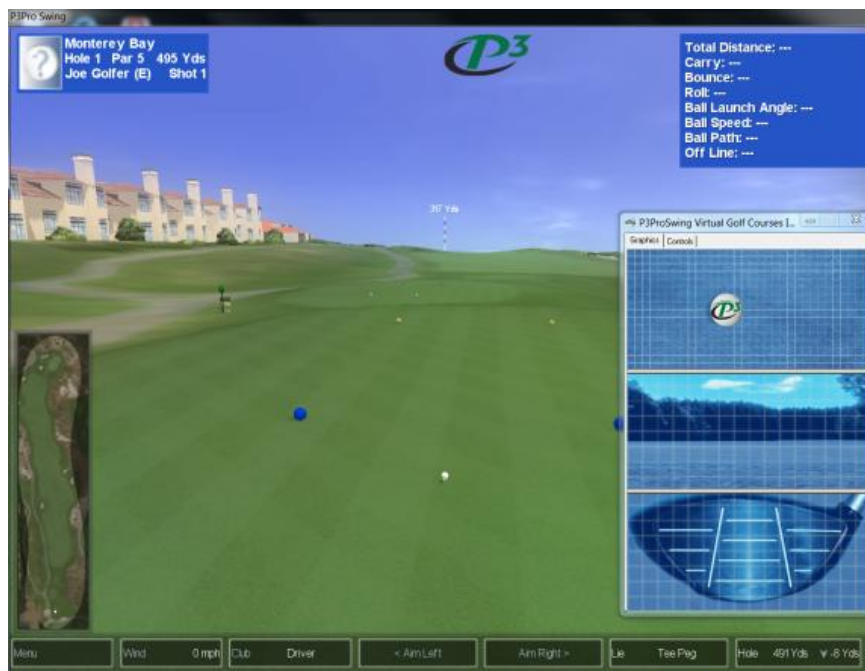 P3Pro Swing
Monterey Bay
Hole 1 Par 5 495 Yds
Joe Golfer (E) Shot 1
P3
Total Distance: ---
Carry: ---
Bounce: ---
Roll: ---
Ball Launch Angle: ---
Ball Speed: ---
Ball Path: ---
Off Line: ---
Yds
P3ProSwing Virtual Golf Courses I...
Graphics Controls
P3
Menu
Wind 0 mph
Club Driver
< Aim Left
Aim Right >
Lie Tee Peg
Hole 491 Yds -8 Yds